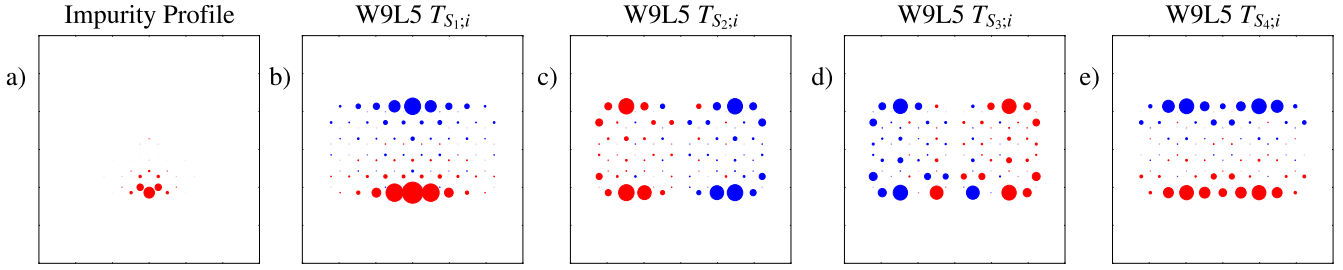 Impurity Profile
W9L5 T_{S_1;i}
W9L5 T_{S_2;i}
W9L5 T_{S_3;i}
W9L5 T_{S_4;i}
a)
b)
c)
d)
e)